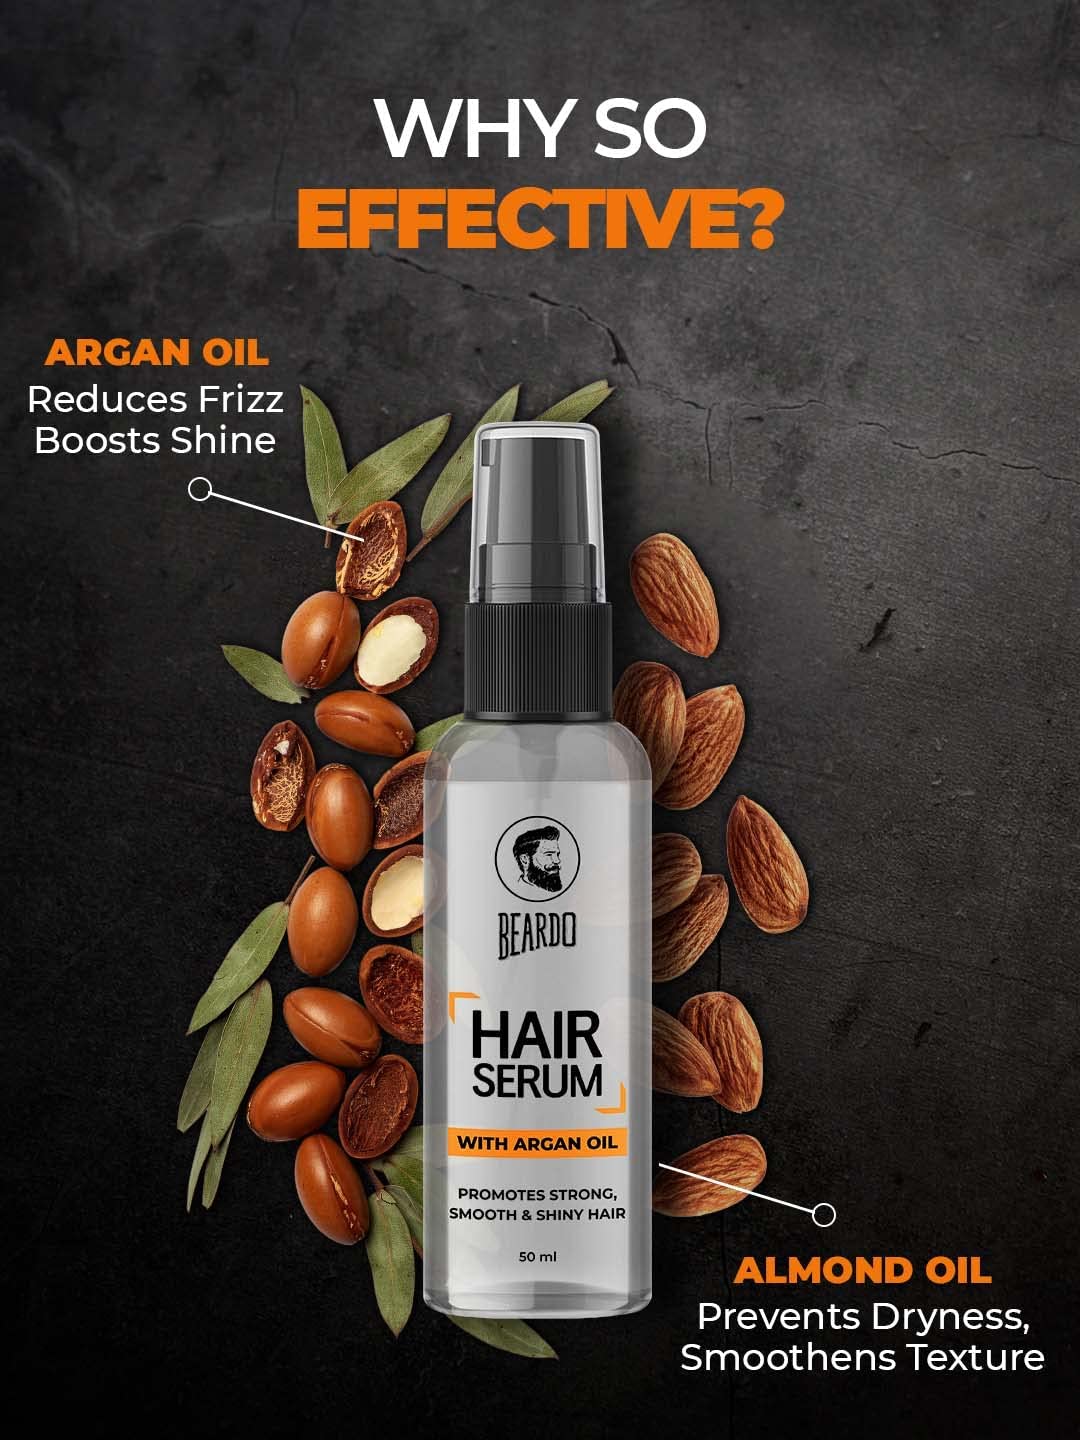 WHY SO
EFFECTIVE?
ARGAN OIL
Reduces Frizz
Boosts Shine
BEARDO
HAIR
SERUM
WITH ARGAN OIL
PROMOTES STRONG,
SMOOTH & SHINY HAIR
50 ml
ALMOND OIL
Prevents Dryness,
Smoothens Texture